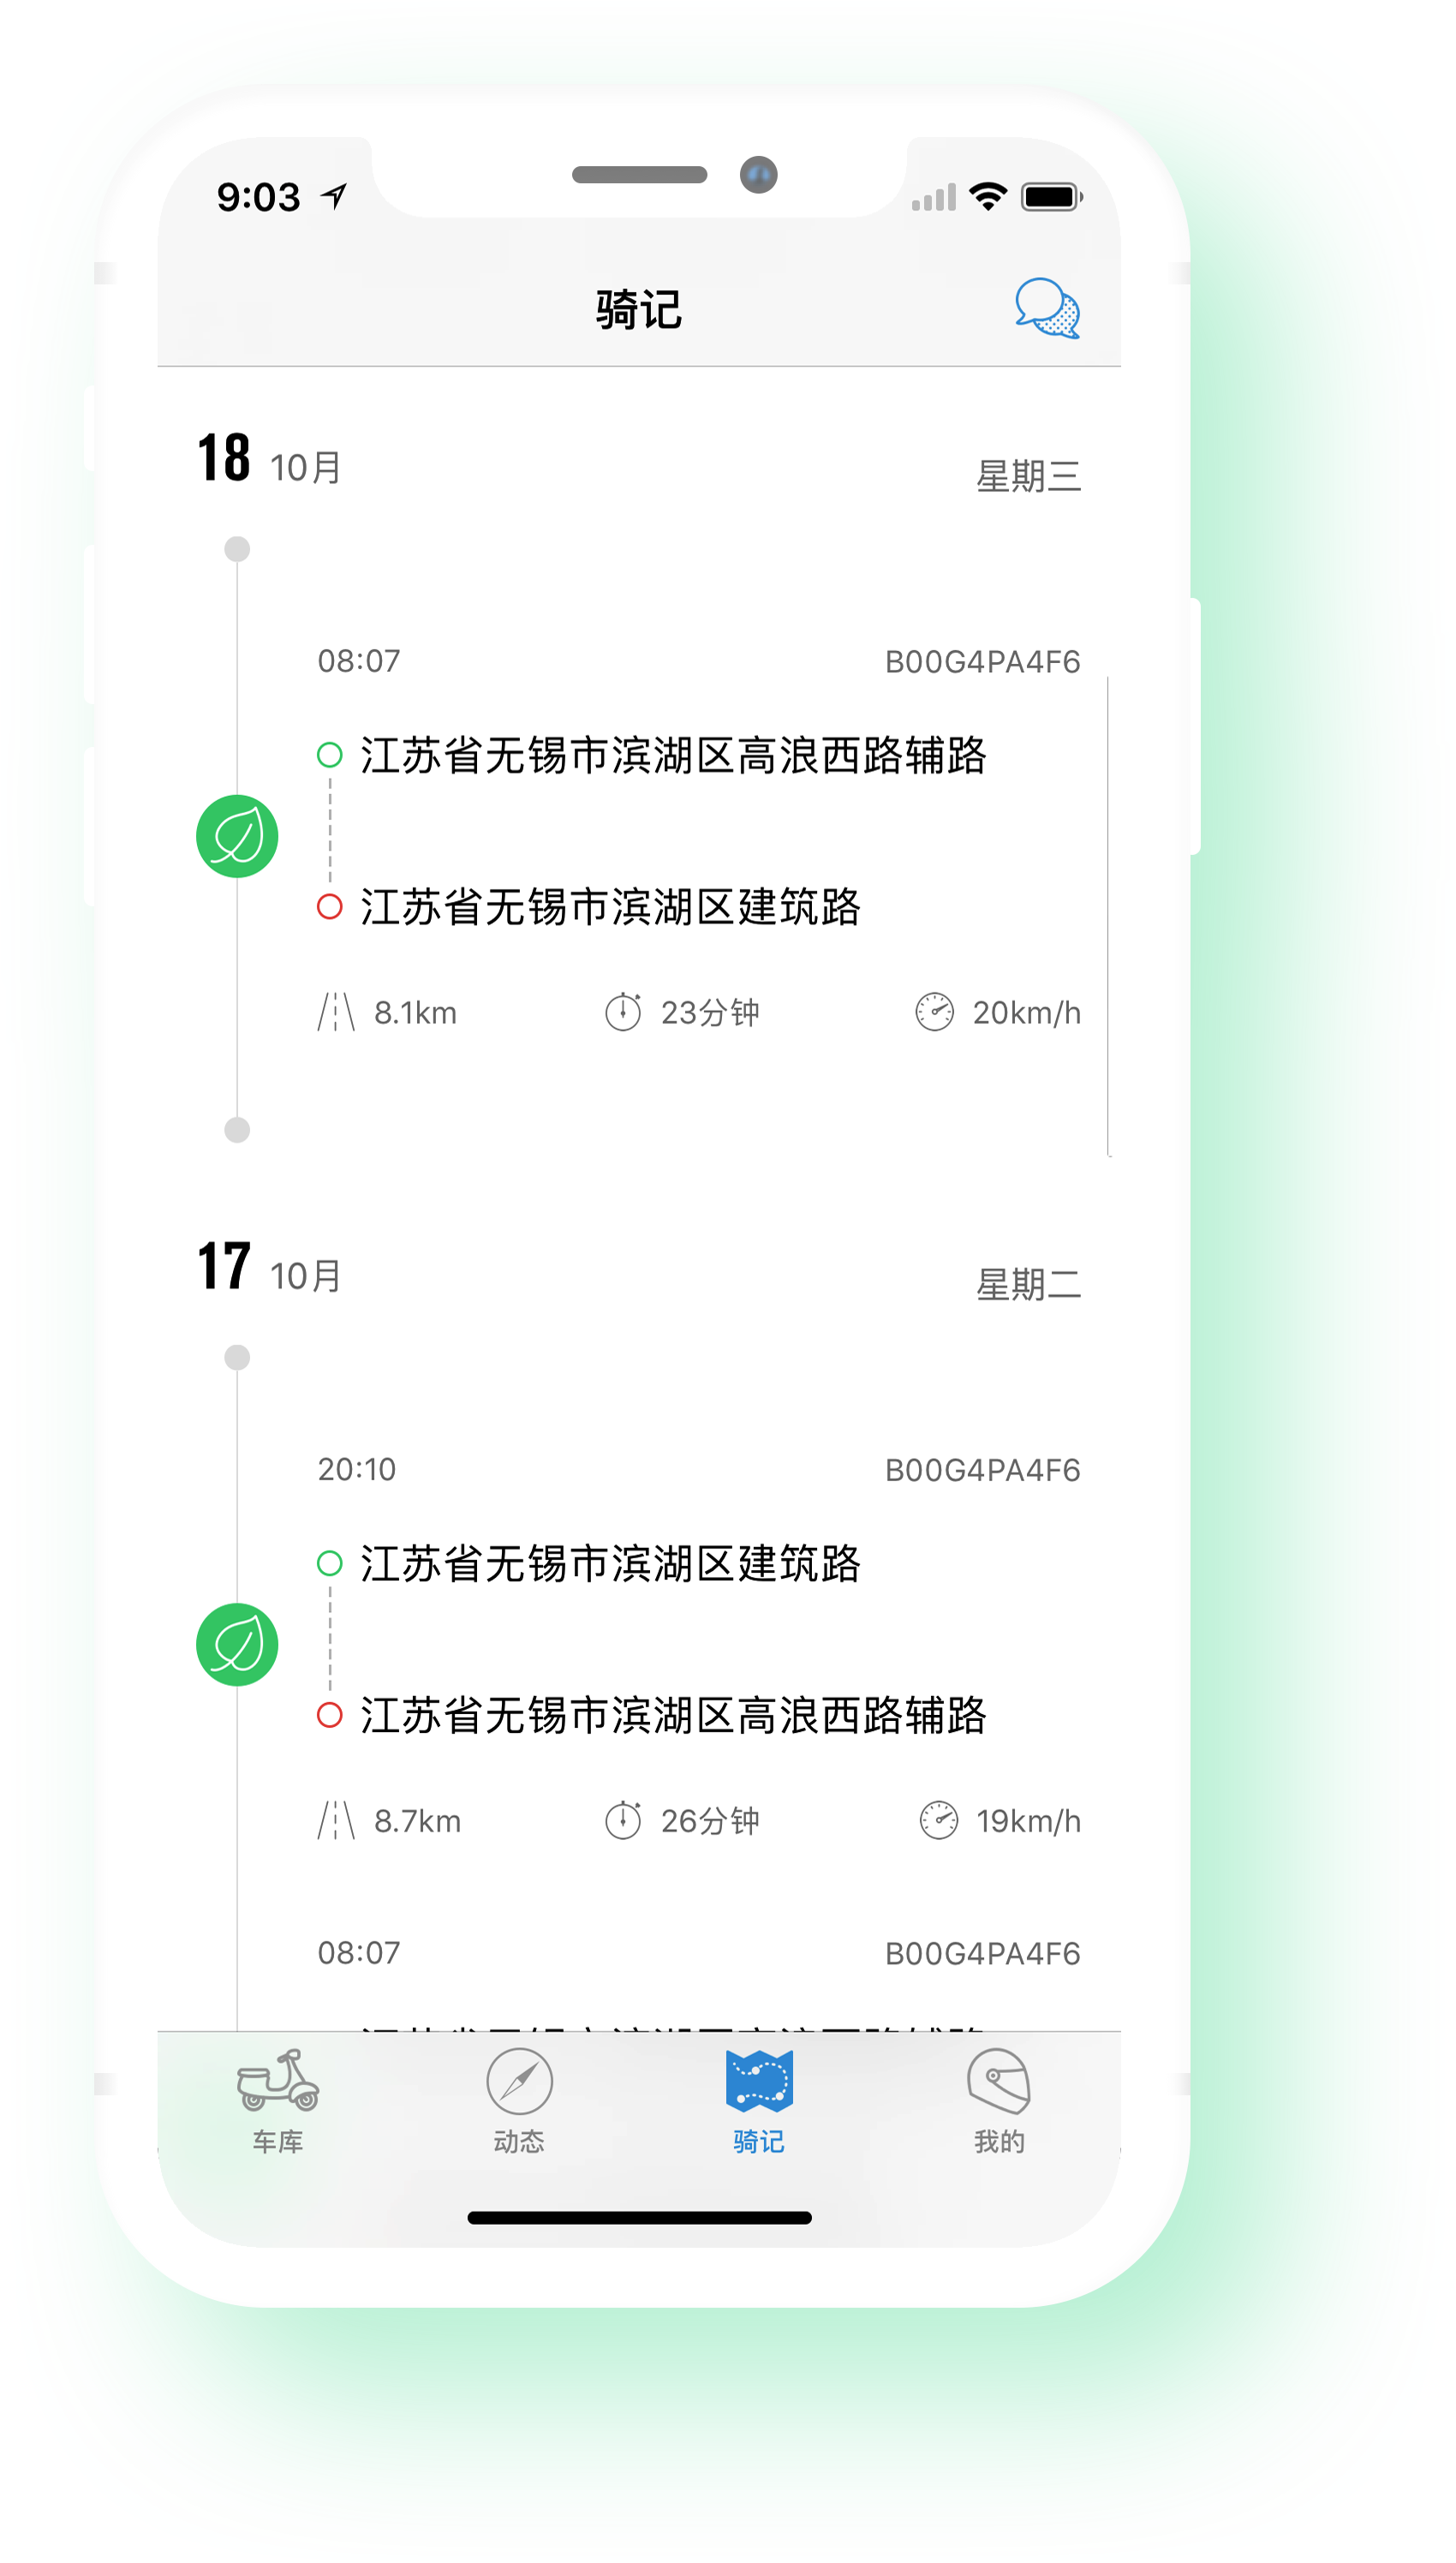 9:03
骑记
18 10月 星期三
08:07 B00G4PA4F6
江苏省无锡市滨湖区高浪西路辅路
江苏省无锡市滨湖区建筑路
8.1km 23分钟 20km/h
17 10月 星期二
20:10 B00G4PA4F6
江苏省无锡市滨湖区建筑路
江苏省无锡市滨湖区高浪西路辅路
8.7km 26分钟 19km/h
08:07 B00G4PA4F6
车库 动态 骑记 我的